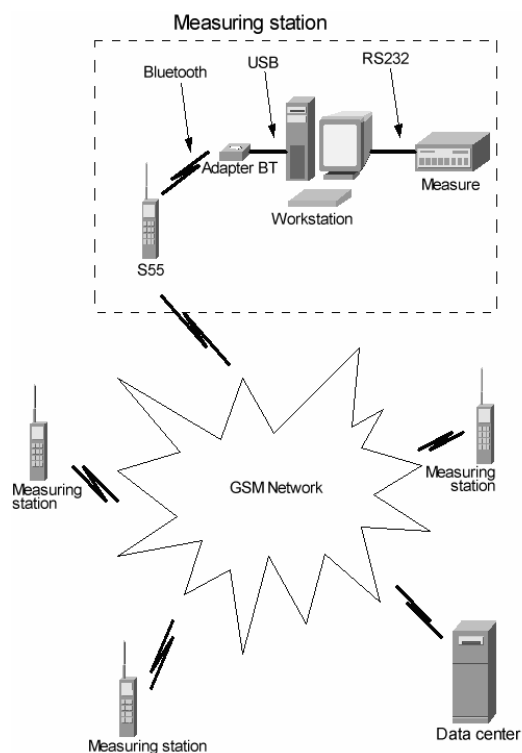 Measuring station
Bluetooth
USB
RS232
Adapter BT
Measure
Workstation
S55
GSM Network
Measuring
station
Measuring
station
Measuring station
Data center